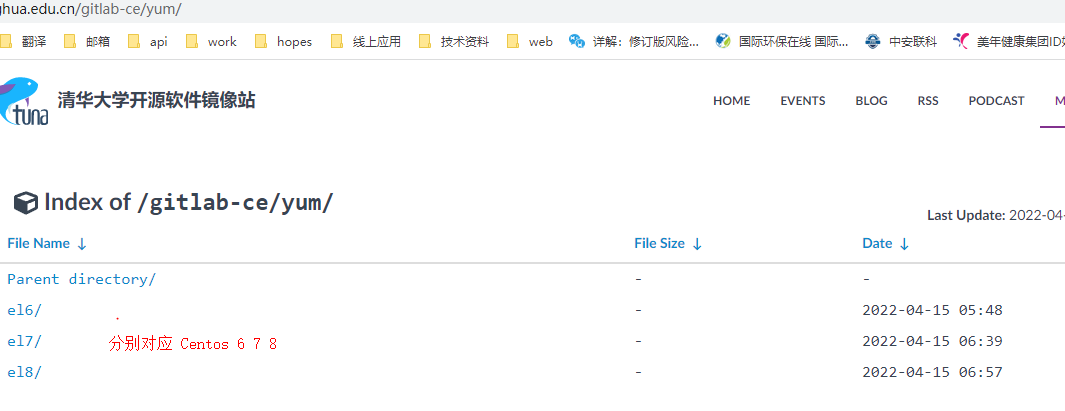 ghua.edu.cn/gitlab-ce/yum/
翻译 邮箱 api work hopes 线上应用 技术资料 web 详解：修订版风险... 国际环保在线 国际... 中安联科 美年健康集团ID
tuna 清华大学开源软件镜像站 HOME EVENTS BLOG RSS PODCAST M
Index of /gitlab-ce/yum/
Last Update: 2022-04-
File Name ↓ File Size ↓ Date ↓
Parent directory/ - -
el6/ - 2022-04-15 05:48
el7/ 分别对应 Centos 6 7 8 - 2022-04-15 06:39
el8/ - 2022-04-15 06:57